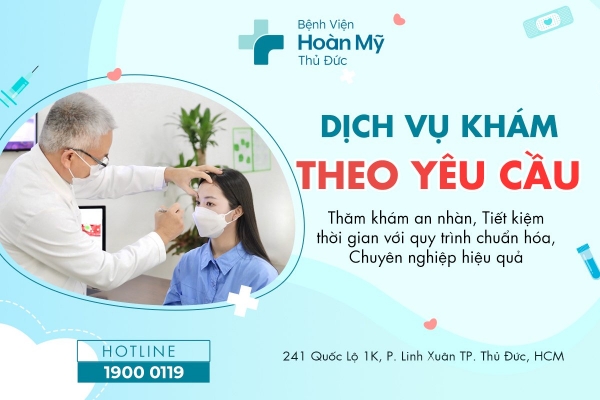 Bệnh Viện
Hoàn Mỹ
Thủ Đức
DỊCH VỤ KHÁM
THEO YÊU CẦU
Thăm khám an nhàn, Tiết kiệm
thời gian với quy trình chuẩn hóa,
Chuyên nghiệp hiệu quả
HOTLINE
1900 0119
241 Quốc Lộ 1K, P. Linh Xuân TP. Thủ Đức, HCM